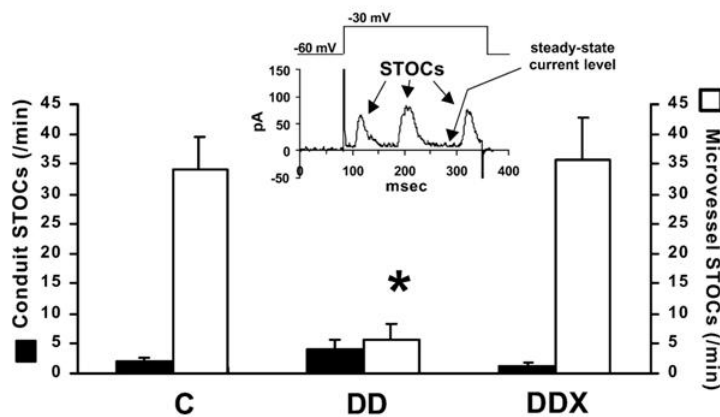 -30 mV
-60 mV
steady-state
current level
STOCs
150
100
50
0
-50
pA
0 100 200 300 400
msec
Conduit STOCs (/min)
45
40
35
30
25
20
15
10
5
0
*
45
40
35
30
25
20
15
10
5
0
Microvessel STOCs (/min)
C DD DDX